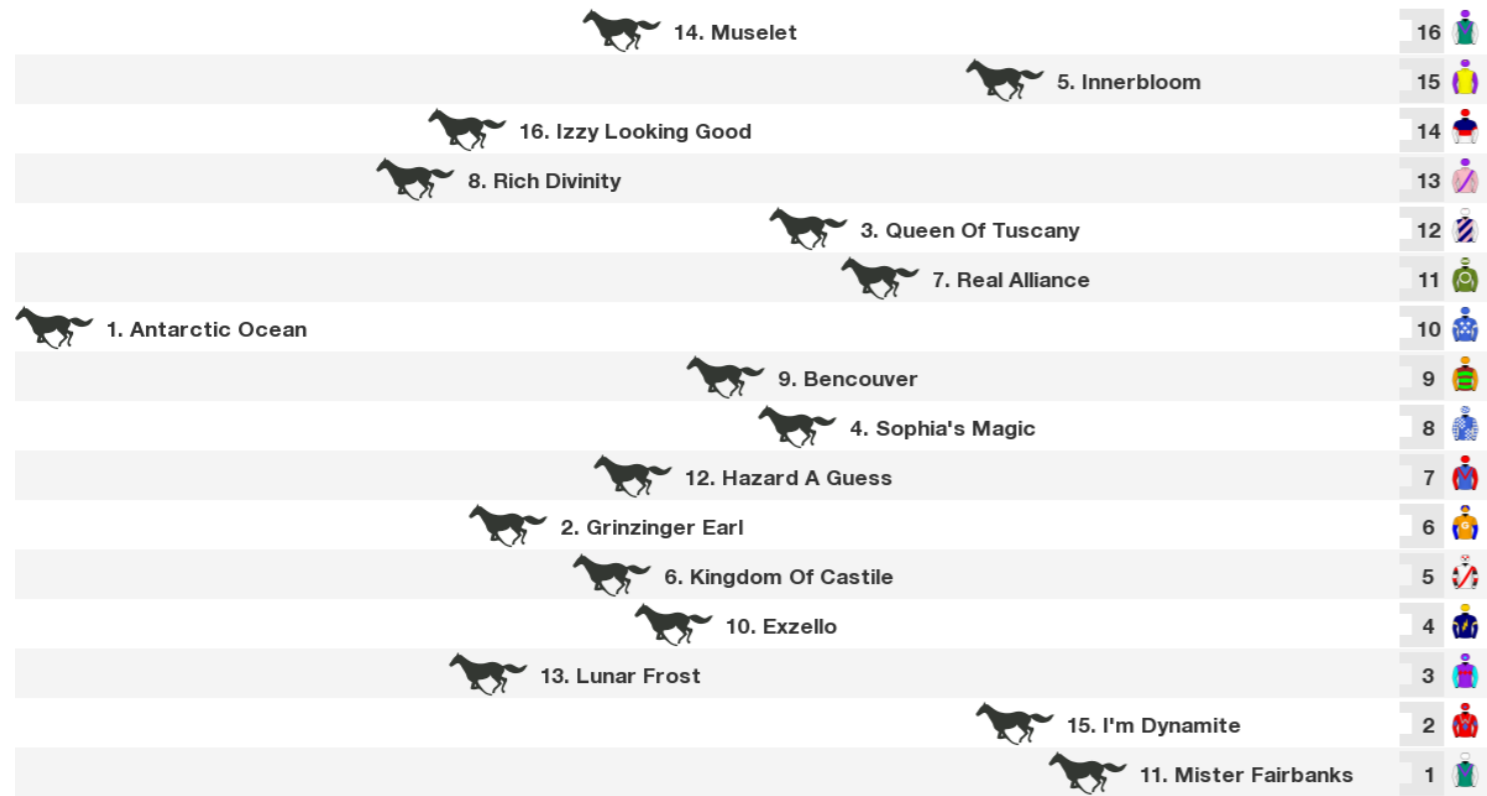 14. Muselet 16
5. Innerbloom 15
16. Izzy Looking Good 14
8. Rich Divinity 13
3. Queen Of Tuscany 12
7. Real Alliance 11
1. Antarctic Ocean 10
9. Bencouver 9
4. Sophia's Magic 8
12. Hazard A Guess 7
2. Grinzinger Earl 6
G
6. Kingdom Of Castile 5
10. Exzello 4
13. Lunar Frost 3
15. I'm Dynamite 2
11. Mister Fairbanks 1